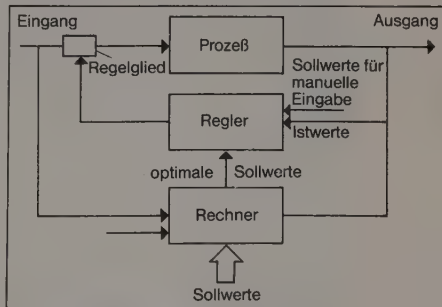 Eingang
Ausgang
Prozeß
Regelglied
Sollwerte für
manuelle
Eingabe
Regler
Istwerte
optimale Sollwerte
Rechner
Sollwerte